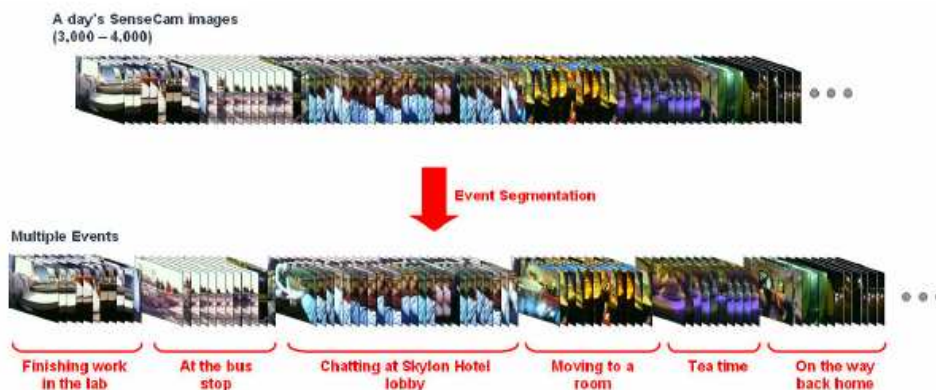 A day's SenseCam images
(3,000 – 4,000)
Event Segmentation
Multiple Events
Finishing work
in the lab
At the bus
stop
Chatting at Skylon Hotel
lobby
Moving to a
room
Tea time
On the way
back home